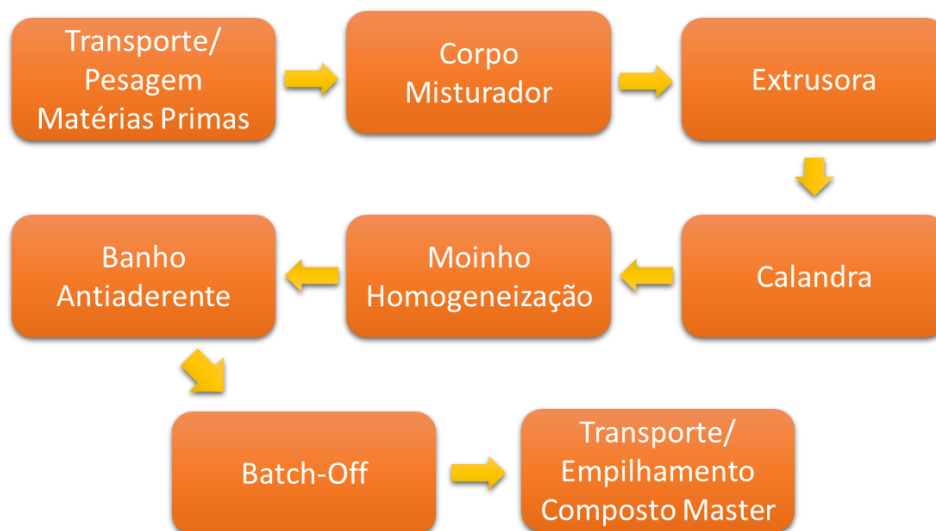 Transporte/
Pesagem
Matérias Primas
Corpo
Misturador
Extrusora
Calandra
Moinho
Homogeneização
Banho
Antiaderente
Batch-Off
Transporte/
Empilhamento
Composto Master